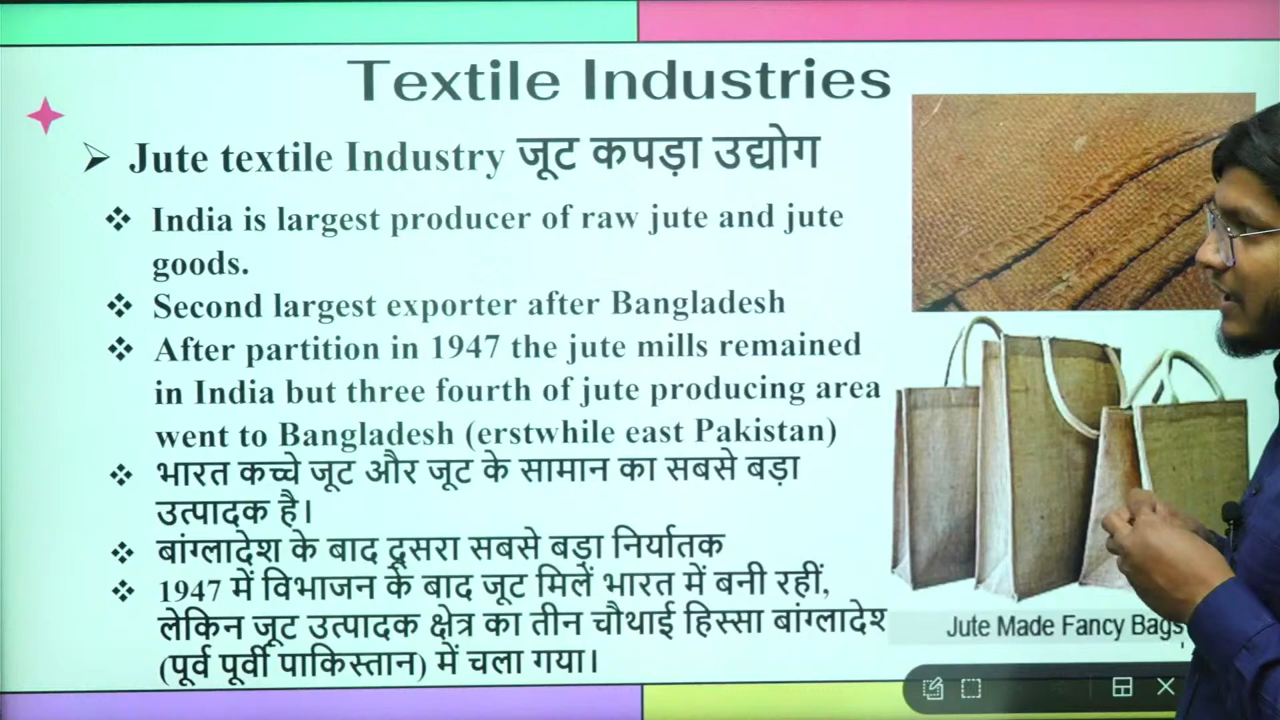 Textile Industries
Jute textile Industry जूट कपड़ा उद्योग
India is largest producer of raw jute and jute
goods.
Second largest exporter after Bangladesh
After partition in 1947 the jute mills remained
in India but three fourth of jute producing area
went to Bangladesh (erstwhile east Pakistan)
भारत कच्चे जूट और जूट के सामान का सबसे बड़ा
उत्पादक है।
बांग्लादेश के बाद दूसरा सबसे बड़ा निर्यातक
1947 में विभाजन के बाद जूट मिलें भारत में बनी रहीं,
लेकिन जूट उत्पादक क्षेत्र का तीन चौथाई हिस्सा बांग्लादेश
(पूर्व पूर्वी पाकिस्तान) में चला गया।
Jute Made Fancy Bags